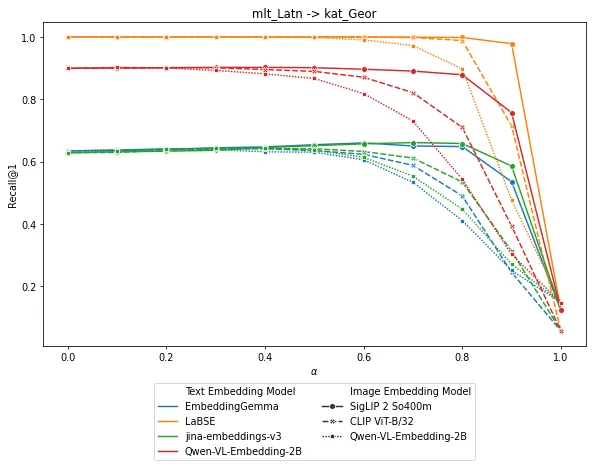 mlt_Latn -> kat_Geor
Recall@1
1.0
0.8
0.6
0.4
0.2
0.0 0.2 0.4 0.6 0.8 1.0
α
Text Embedding Model
EmbeddingGemma
LaBSE
jina-embeddings-v3
Qwen-VL-Embedding-2B
Image Embedding Model
SigLIP 2 So400m
CLIP ViT-B/32
Qwen-VL-Embedding-2B